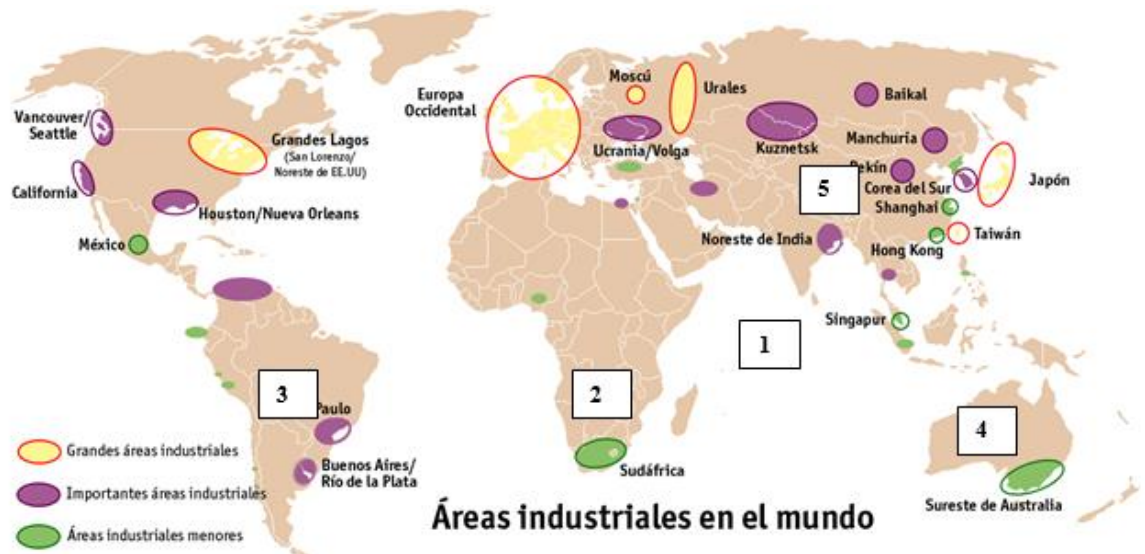 Vancouver/
Seattle
California
Grandes Lagos
(San Lorenzo/
Noreste de EE.UU)
Houston/Nueva Orleans
México
Europa
Occidental
Moscú
Urales
Ucrania/Volga
Kuznetsk
Baikal
Manchuria
Corea del Sur
Japón
Shanghai
Taiwán
Hong Kong
Noreste de India
Singapur
5
1
2
3
4
Paulo
Buenos Aires/
Río de la Plata
Sudáfrica
Sureste de Australia
Grandes áreas industriales
Importantes áreas industriales
Áreas industriales menores
Áreas industriales en el mundo